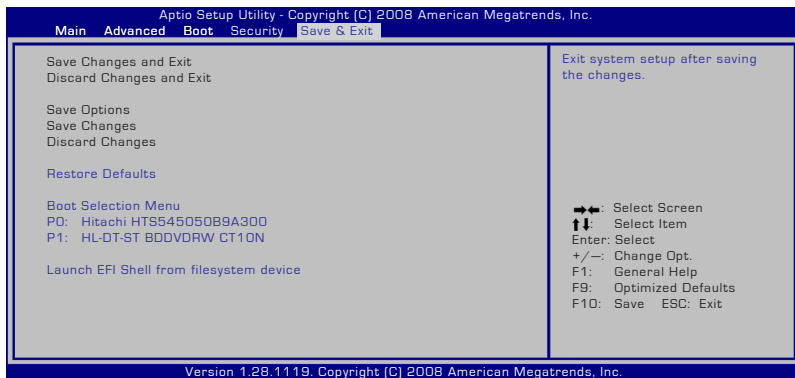 Aptio Setup Utility - Copyright (C) 2008 American Megatrends, Inc.
Main Advanced Boot Security Save & Exit
Save Changes and Exit
Discard Changes and Exit
Save Options
Save Changes
Discard Changes
Restore Defaults
Boot Selection Menu
P0: Hitachi HTS545050B9A300
P1: HL-DT-ST BDDVDRW CT10N
Launch EFI Shell from filesystem device
Exit system setup after saving
the changes.
→←: Select Screen
↑↓: Select Item
Enter: Select
+/—: Change Opt.
F1: General Help
F9: Optimized Defaults
F10: Save ESC: Exit
Version 1.28.1119. Copyright (C) 2008 American Megatrends, Inc.